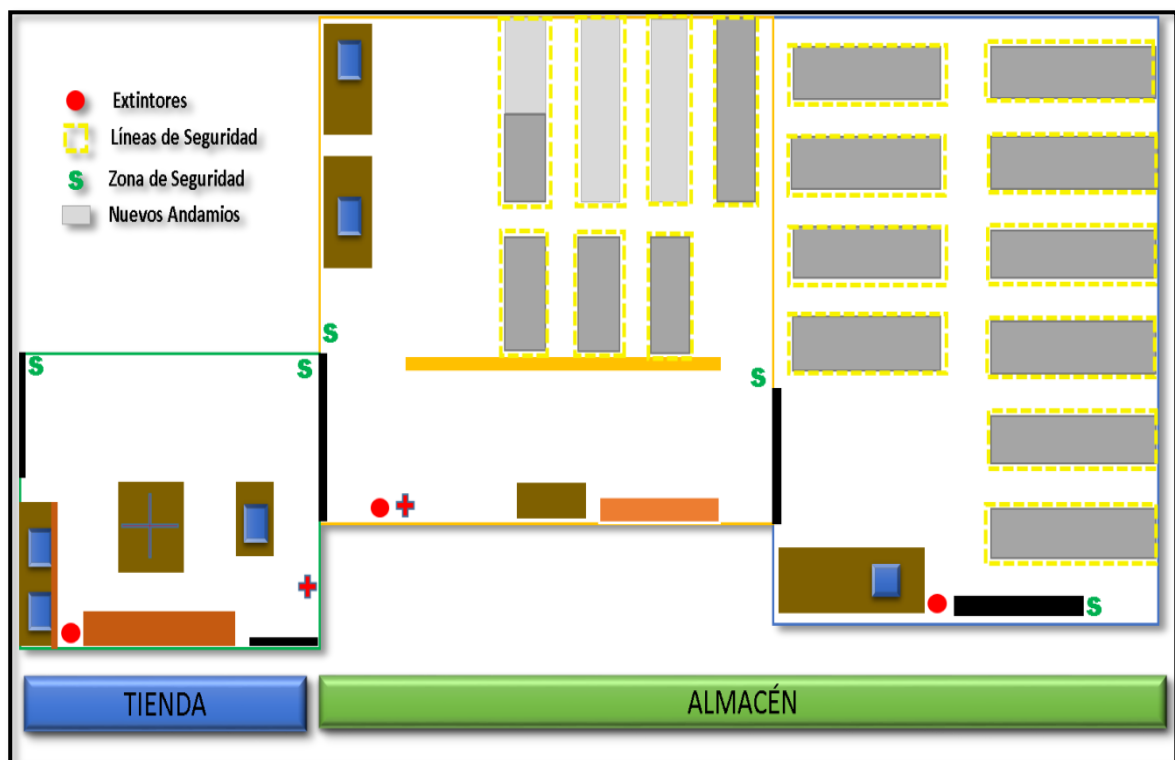 Extintores
Líneas de Seguridad
S Zona de Seguridad
Nuevos Andamios
S
S
S
S
S
TIENDA
ALMACÉN